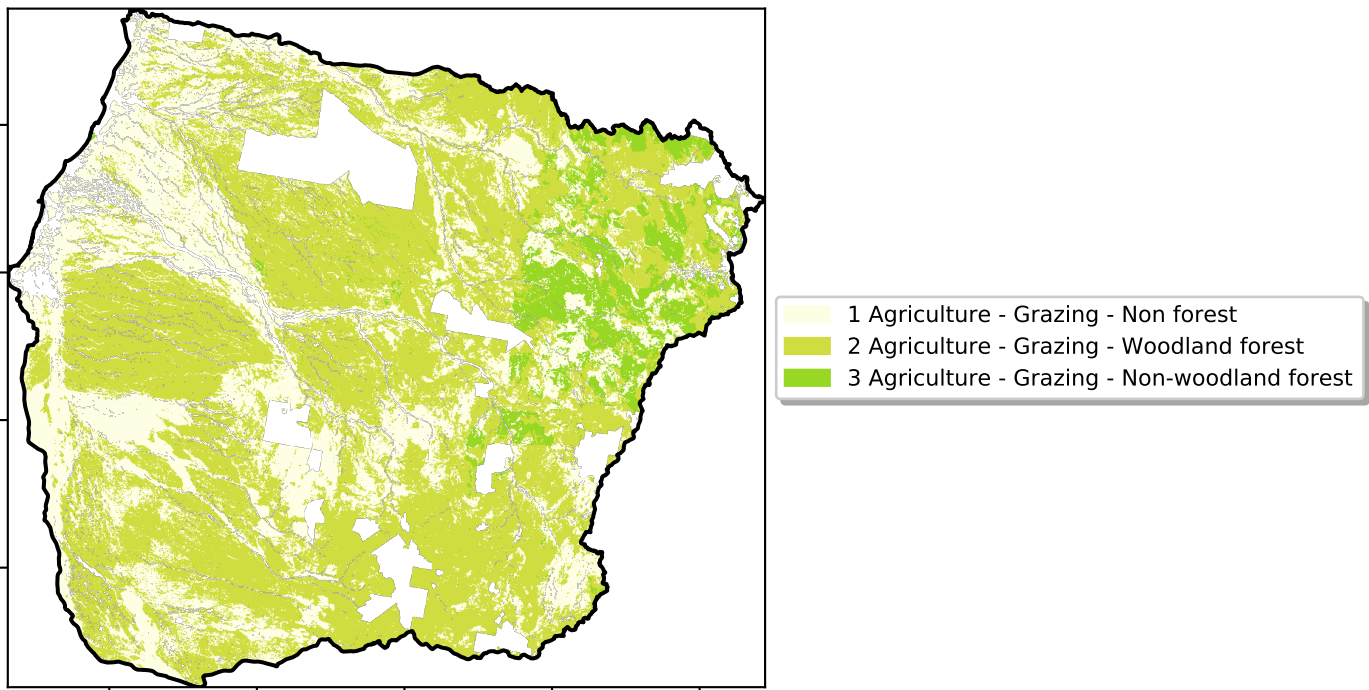 1 Agriculture - Grazing - Non forest
2 Agriculture - Grazing - Woodland forest
3 Agriculture - Grazing - Non-woodland forest